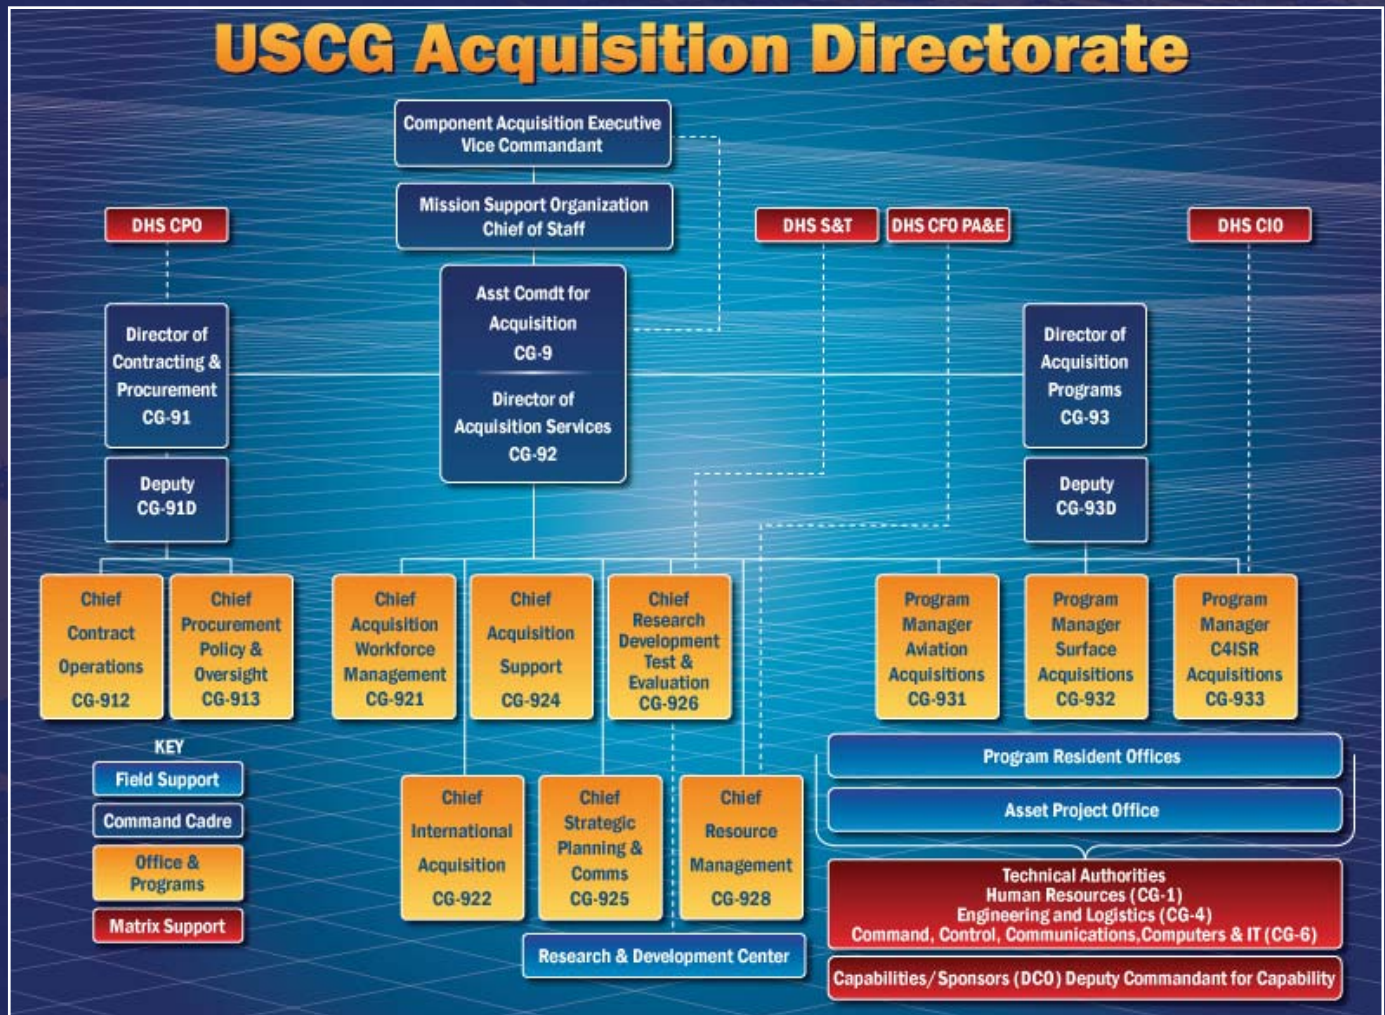 USCG Acquisition Directorate
Component Acquisition Executive
Vice Commandant
Mission Support Organization
Chief of Staff
DHS CPO
DHS S&T
DHS CFO PA&E
DHS CIO
Asst Comdt for
Acquisition
CG-9
Director of
Acquisition Services
CG-92
Director of
Contracting &
Procurement
CG-91
Director of
Acquisition
Programs
CG-93
Deputy
CG-91D
Deputy
CG-93D
Chief
Contract
Operations
CG-912
Chief
Procurement
Policy &
Oversight
CG-913
Chief
Acquisition
Workforce
Management
CG-921
Chief
Acquisition
Support
CG-924
Chief
Research
Development
Test &
Evaluation
CG-926
Program
Manager
Aviation
Acquisitions
CG-931
Program
Manager
Surface
Acquisitions
CG-932
Program
Manager
C4ISR
Acquisitions
CG-933
KEY
Field Support
Command Cadre
Office &
Programs
Matrix Support
Chief
International
Acquisition
CG-922
Chief
Strategic
Planning &
Comms
CG-925
Chief
Resource
Management
CG-928
Research & Development Center
Program Resident Offices
Asset Project Office
Technical Authorities
Human Resources (CG-1)
Engineering and Logistics (CG-4)
Command, Control, Communications,Computers & IT (CG-6)
Capabilities/Sponsors (DCO) Deputy Commandant for Capability